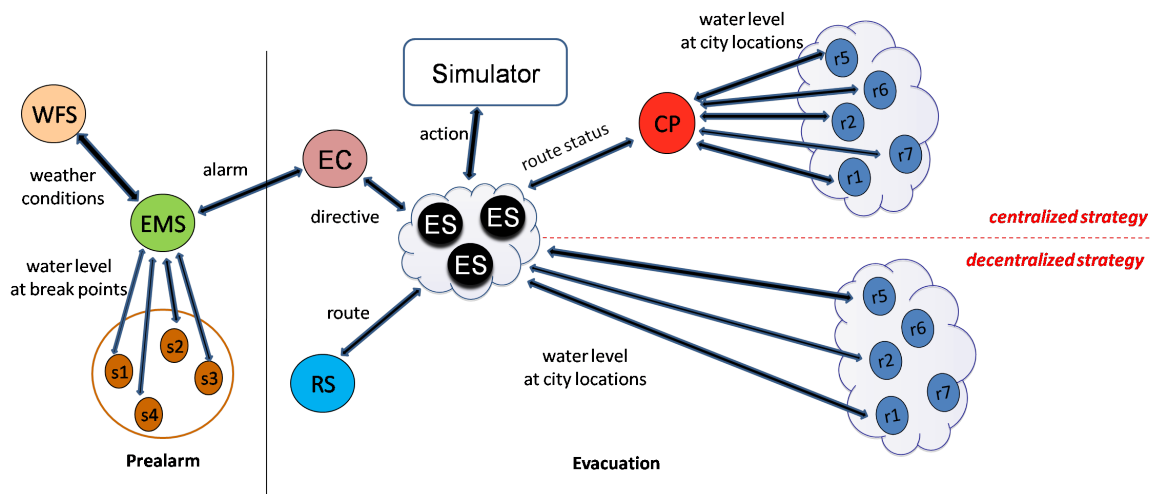 WFS
weather
conditions
EMS
alarm
water level
at break points
s1
s2
s3
s4
Prealarm
EC
directive
Simulator
action
ES
ES
ES
route status
CP
water level
at city locations
r5
r6
r2
r7
r1
centralized strategy
decentralized strategy
route
RS
water level
at city locations
r5
r6
r2
r7
r1
Evacuation